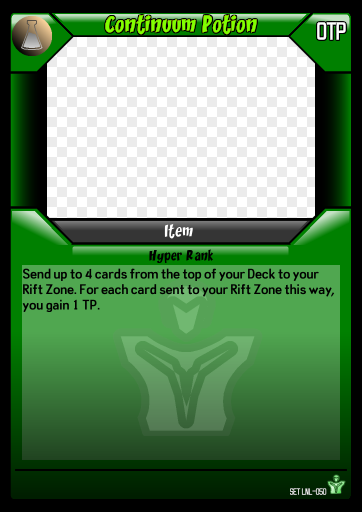 Continuum Potion
0TP
Item
Hyper Rank
Send up to 4 cards from the top of your Deck to your
Rift Zone. For each card sent to your Rift Zone this way,
you gain 1 TP.
SET LNL-050